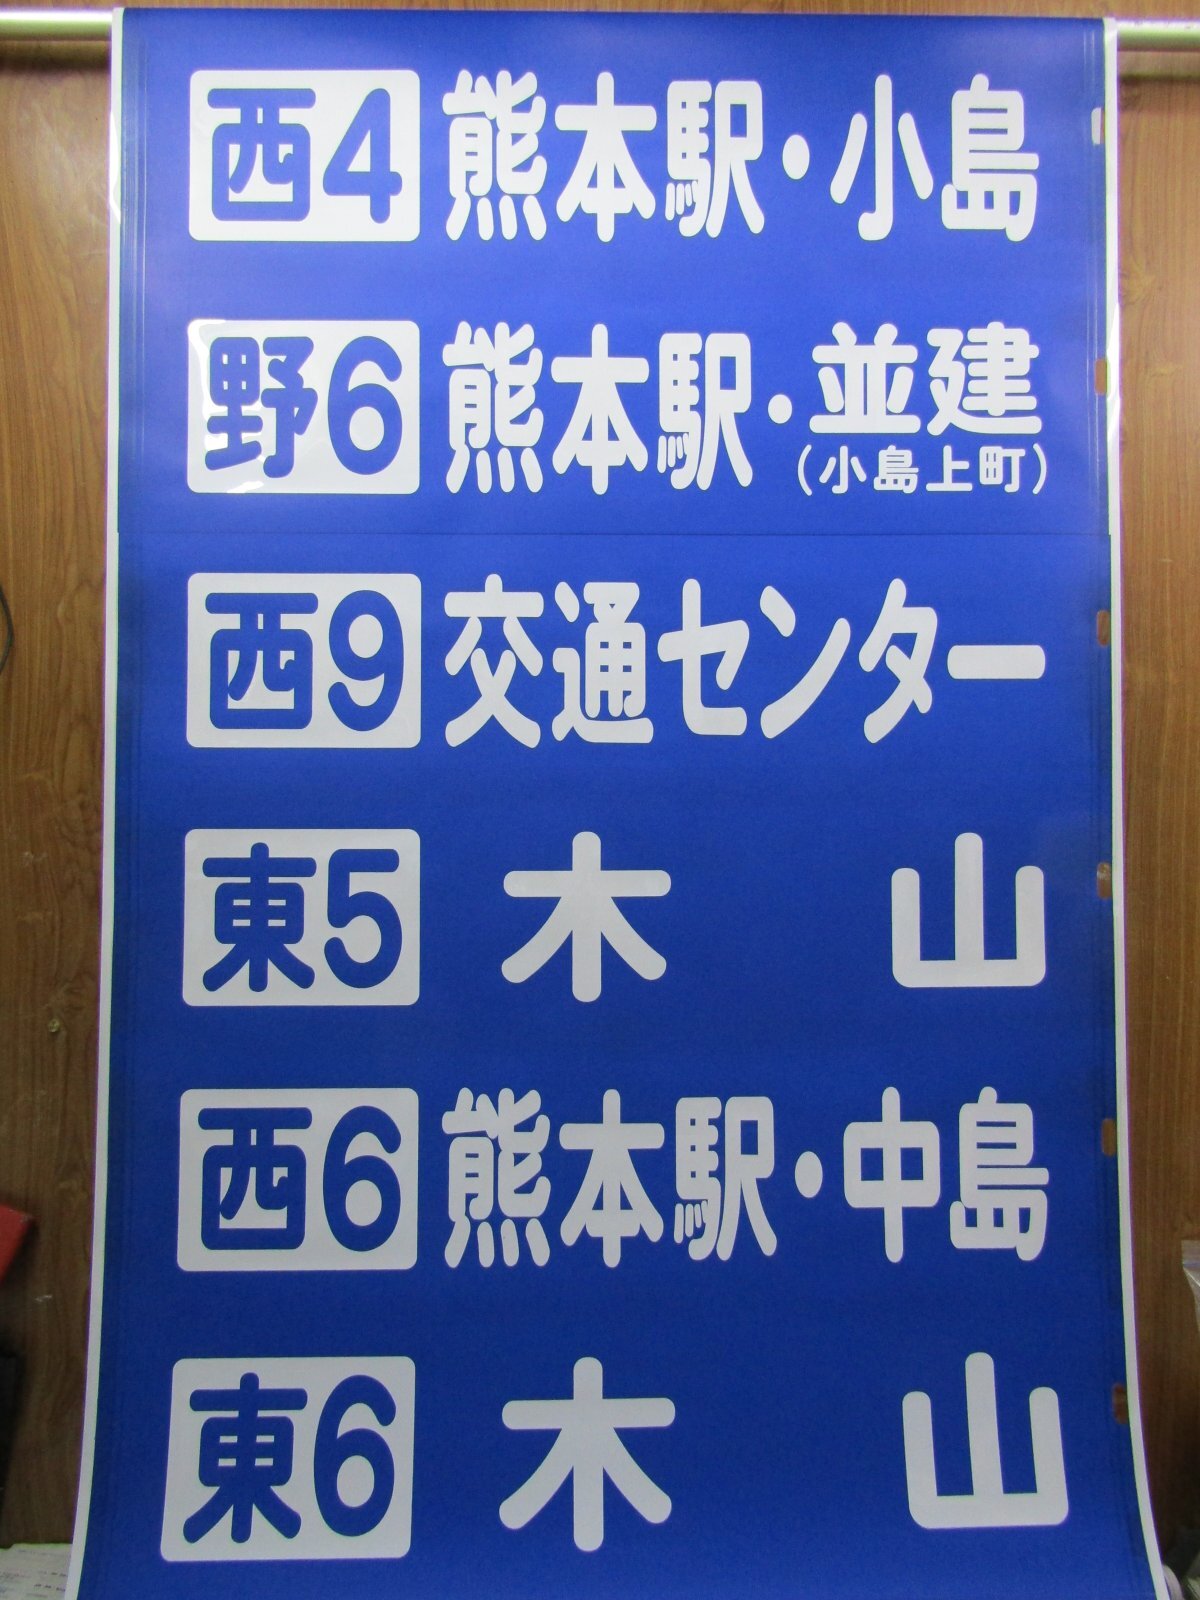 西4 熊本駅・小島
野6 熊本駅・並建
(小島上町)
西9 交通センター
東5 木山
西6 熊本駅・中島
東6 木山